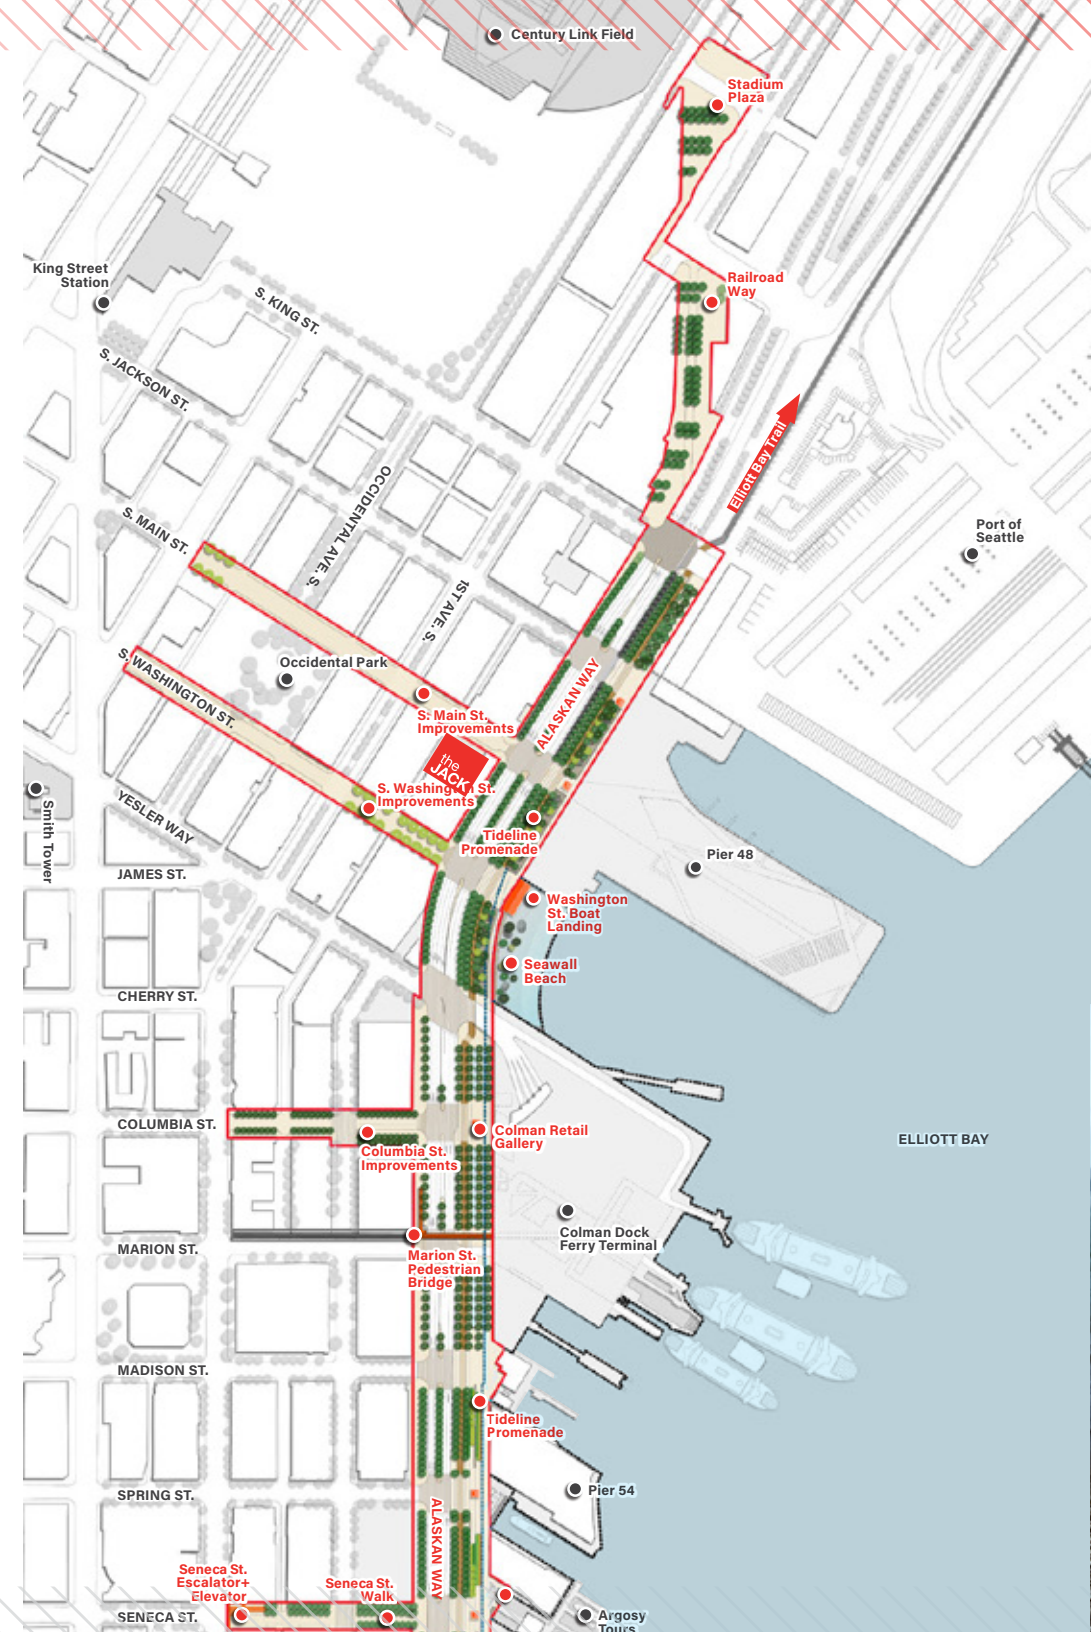 Century Link Field
Stadium
Plaza
King Street
Station
S. KING ST.
Railroad
Way
S. JACKSON ST.
Elliott Bay Trail
OCCIDENTAL AVE. S.
S. MAIN ST.
Port of
Seattle
1ST AVE. S.
Occidental Park
S. WASHINGTON ST.
ALASKAN WAY
S. Main St.
Improvements
the
JACK
S. Washington St.
Improvements
Smith Tower
YESLER WAY
Tideline
Promenade
Pier 48
JAMES ST.
Washington
St. Boat
Landing
Seawall
Beach
CHERRY ST.
COLUMBIA ST.
Colman Retail
Gallery
ELLIOTT BAY
Columbia St.
Improvements
Colman Dock
Ferry Terminal
MARION ST.
Marion St.
Pedestrian
Bridge
MADISON ST.
Tideline
Promenade
SPRING ST.
Pier 54
ALASKAN WAY
Seneca St.
Escalator+
Elevator
Seneca St.
Walk
SENECA ST.
Argosy
Tours